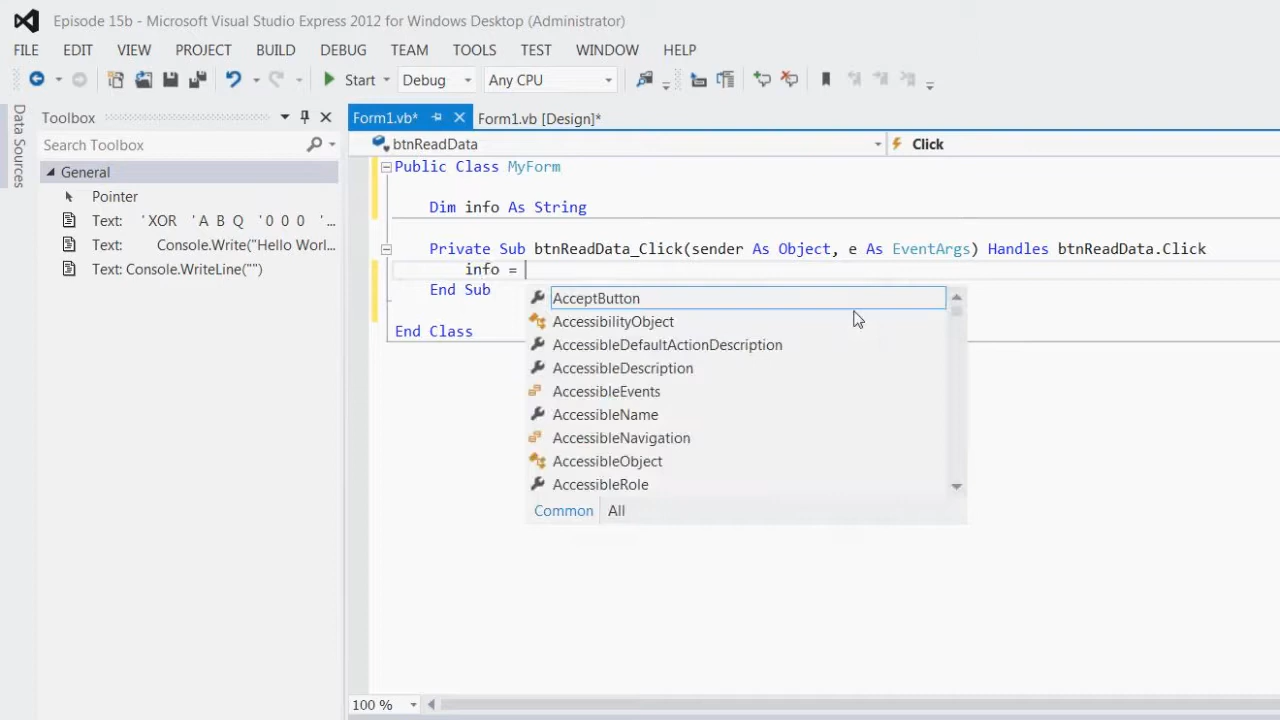 Episode 15b - Microsoft Visual Studio Express 2012 for Windows Desktop (Administrator)
FILE EDIT VIEW PROJECT BUILD DEBUG TEAM TOOLS TEST WINDOW HELP
Start Debug Any CPU
Data Sources
Toolbox
Search Toolbox
General
Pointer
Text: 'XOR 'A B Q '0 0 0 '...
Text: Console.Write("Hello Worl...
Text: Console.WriteLine("")
Form1.vb* Form1.vb [Design]*
btnReadData Click
Public Class MyForm
Dim info As String
Private Sub btnReadData_Click(sender As Object, e As EventArgs) Handles btnReadData.Click
info =
End Sub
End Class
AcceptButton
AccessibilityObject
AccessibleDefaultActionDescription
AccessibleDescription
AccessibleEvents
AccessibleName
AccessibleNavigation
AccessibleObject
AccessibleRole
Common All
100 %